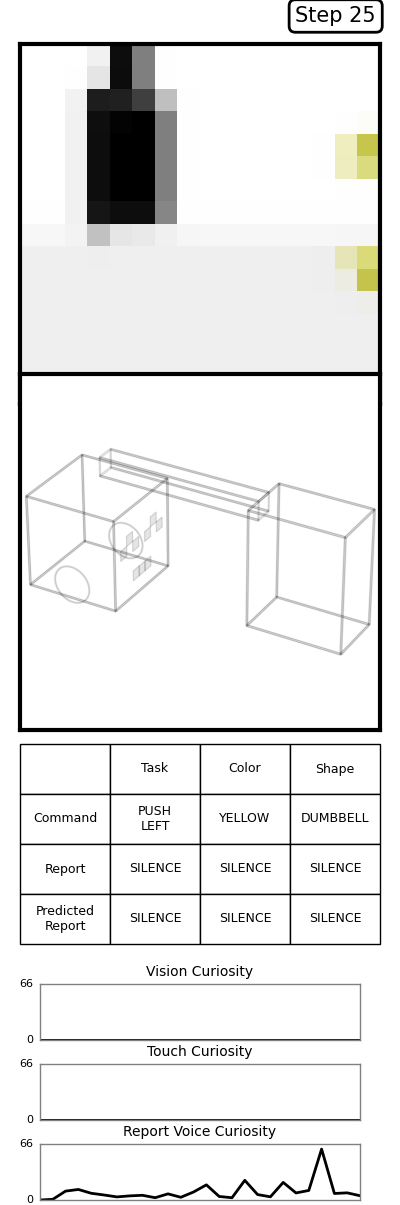 Step 25
Task Color Shape
Command PUSH LEFT YELLOW DUMBBELL
Report SILENCE SILENCE SILENCE
Predicted Report SILENCE SILENCE SILENCE
Vision Curiosity
66
0
Touch Curiosity
66
0
Report Voice Curiosity
66
0